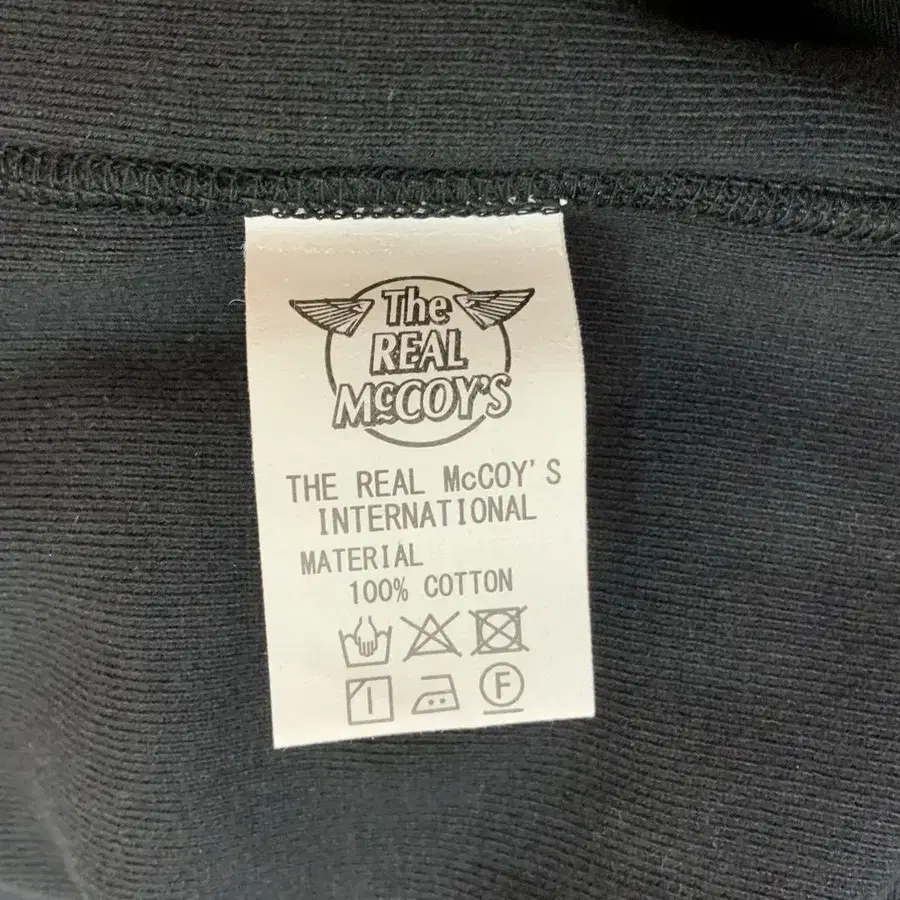 The
REAL
McCOY'S
THE REAL McCOY'S
INTERNATIONAL
MATERIAL
100% COTTON
F